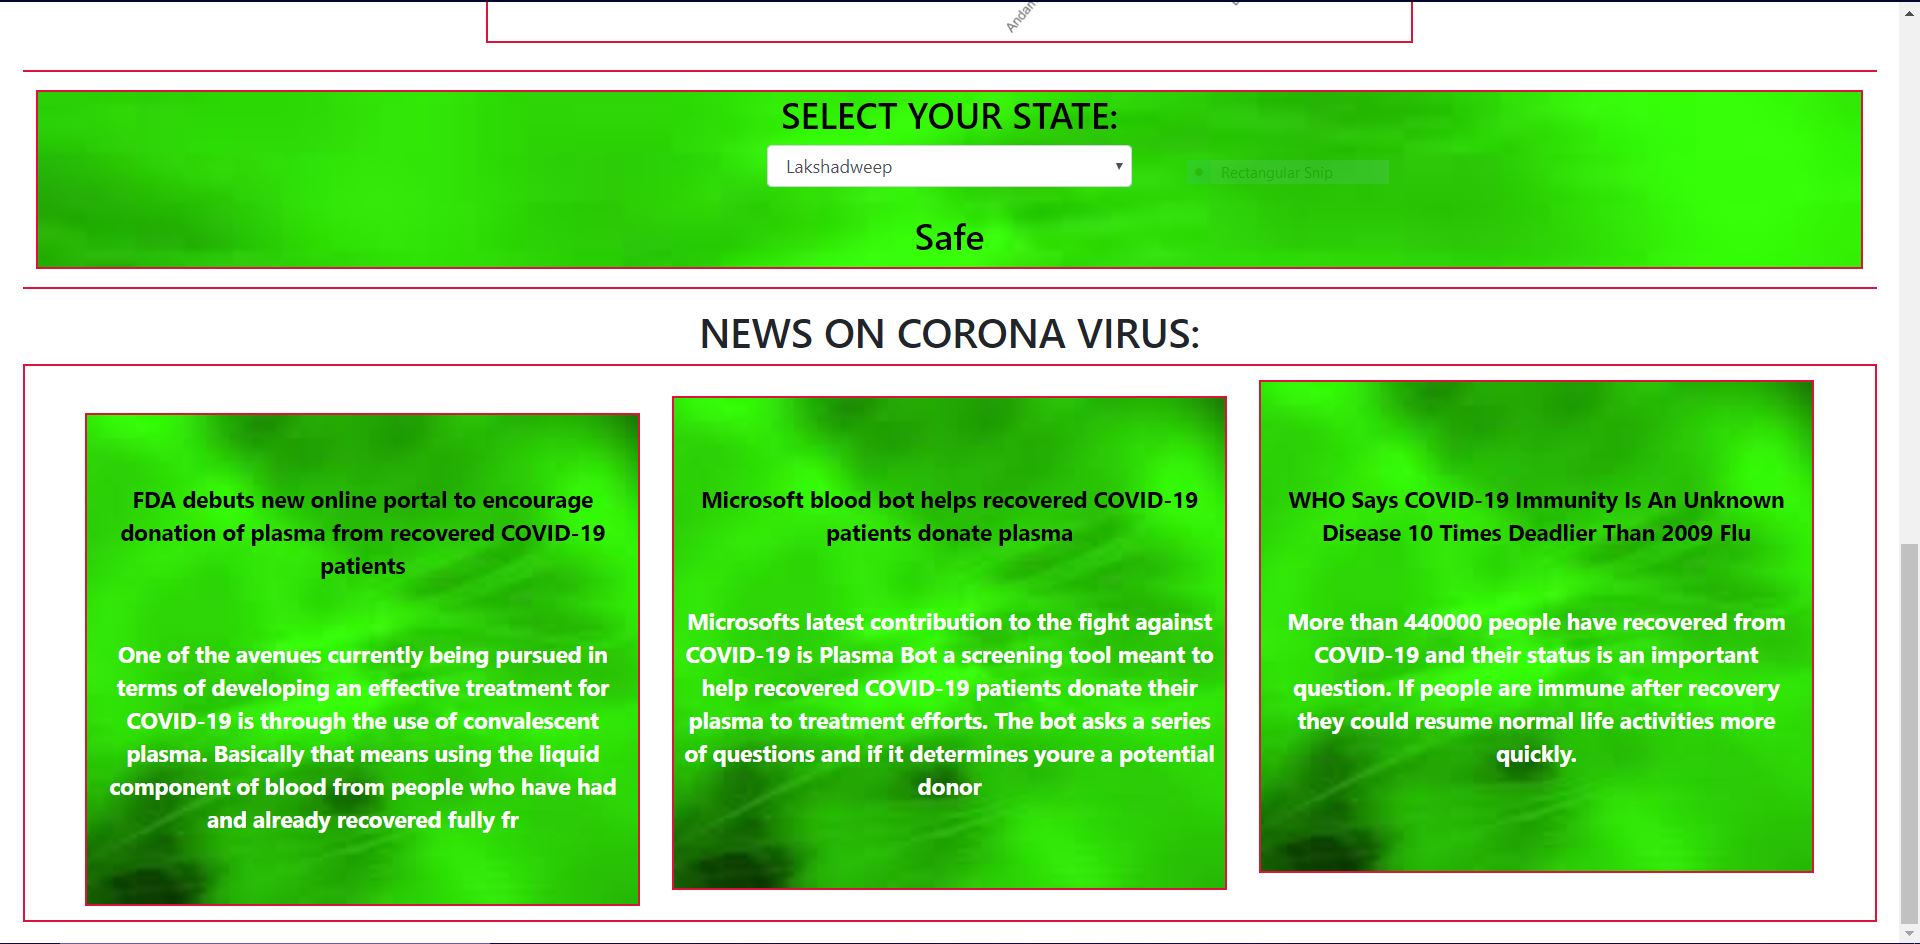 Andan
SELECT YOUR STATE:
Lakshadweep
Rectangular Snip
Safe
NEWS ON CORONA VIRUS:
FDA debuts new online portal to encourage
donation of plasma from recovered COVID-19
patients
One of the avenues currently being pursued in
terms of developing an effective treatment for
COVID-19 is through the use of convalescent
plasma. Basically that means using the liquid
component of blood from people who have had
and already recovered fully fr
Microsoft blood bot helps recovered COVID-19
patients donate plasma
Microsofts latest contribution to the fight against
COVID-19 is Plasma Bot a screening tool meant to
help recovered COVID-19 patients donate their
plasma to treatment efforts. The bot asks a series
of questions and if it determines youre a potential
donor
WHO Says COVID-19 Immunity Is An Unknown
Disease 10 Times Deadlier Than 2009 Flu
More than 440000 people have recovered from
COVID-19 and their status is an important
question. If people are immune after recovery
they could resume normal life activities more
quickly.